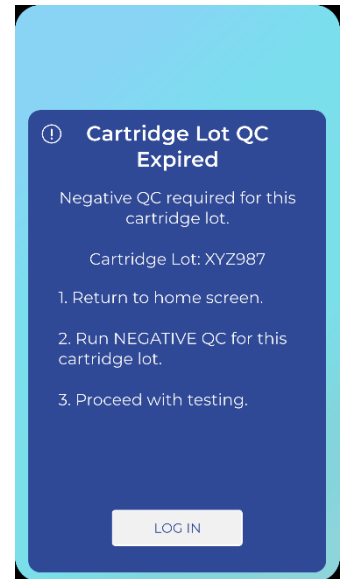 Cartridge Lot QC
Expired
Negative QC required for this
cartridge lot.
Cartridge Lot: XYZ987
1. Return to home screen.
2. Run NEGATIVE QC for this
cartridge lot.
3. Proceed with testing.
LOG IN